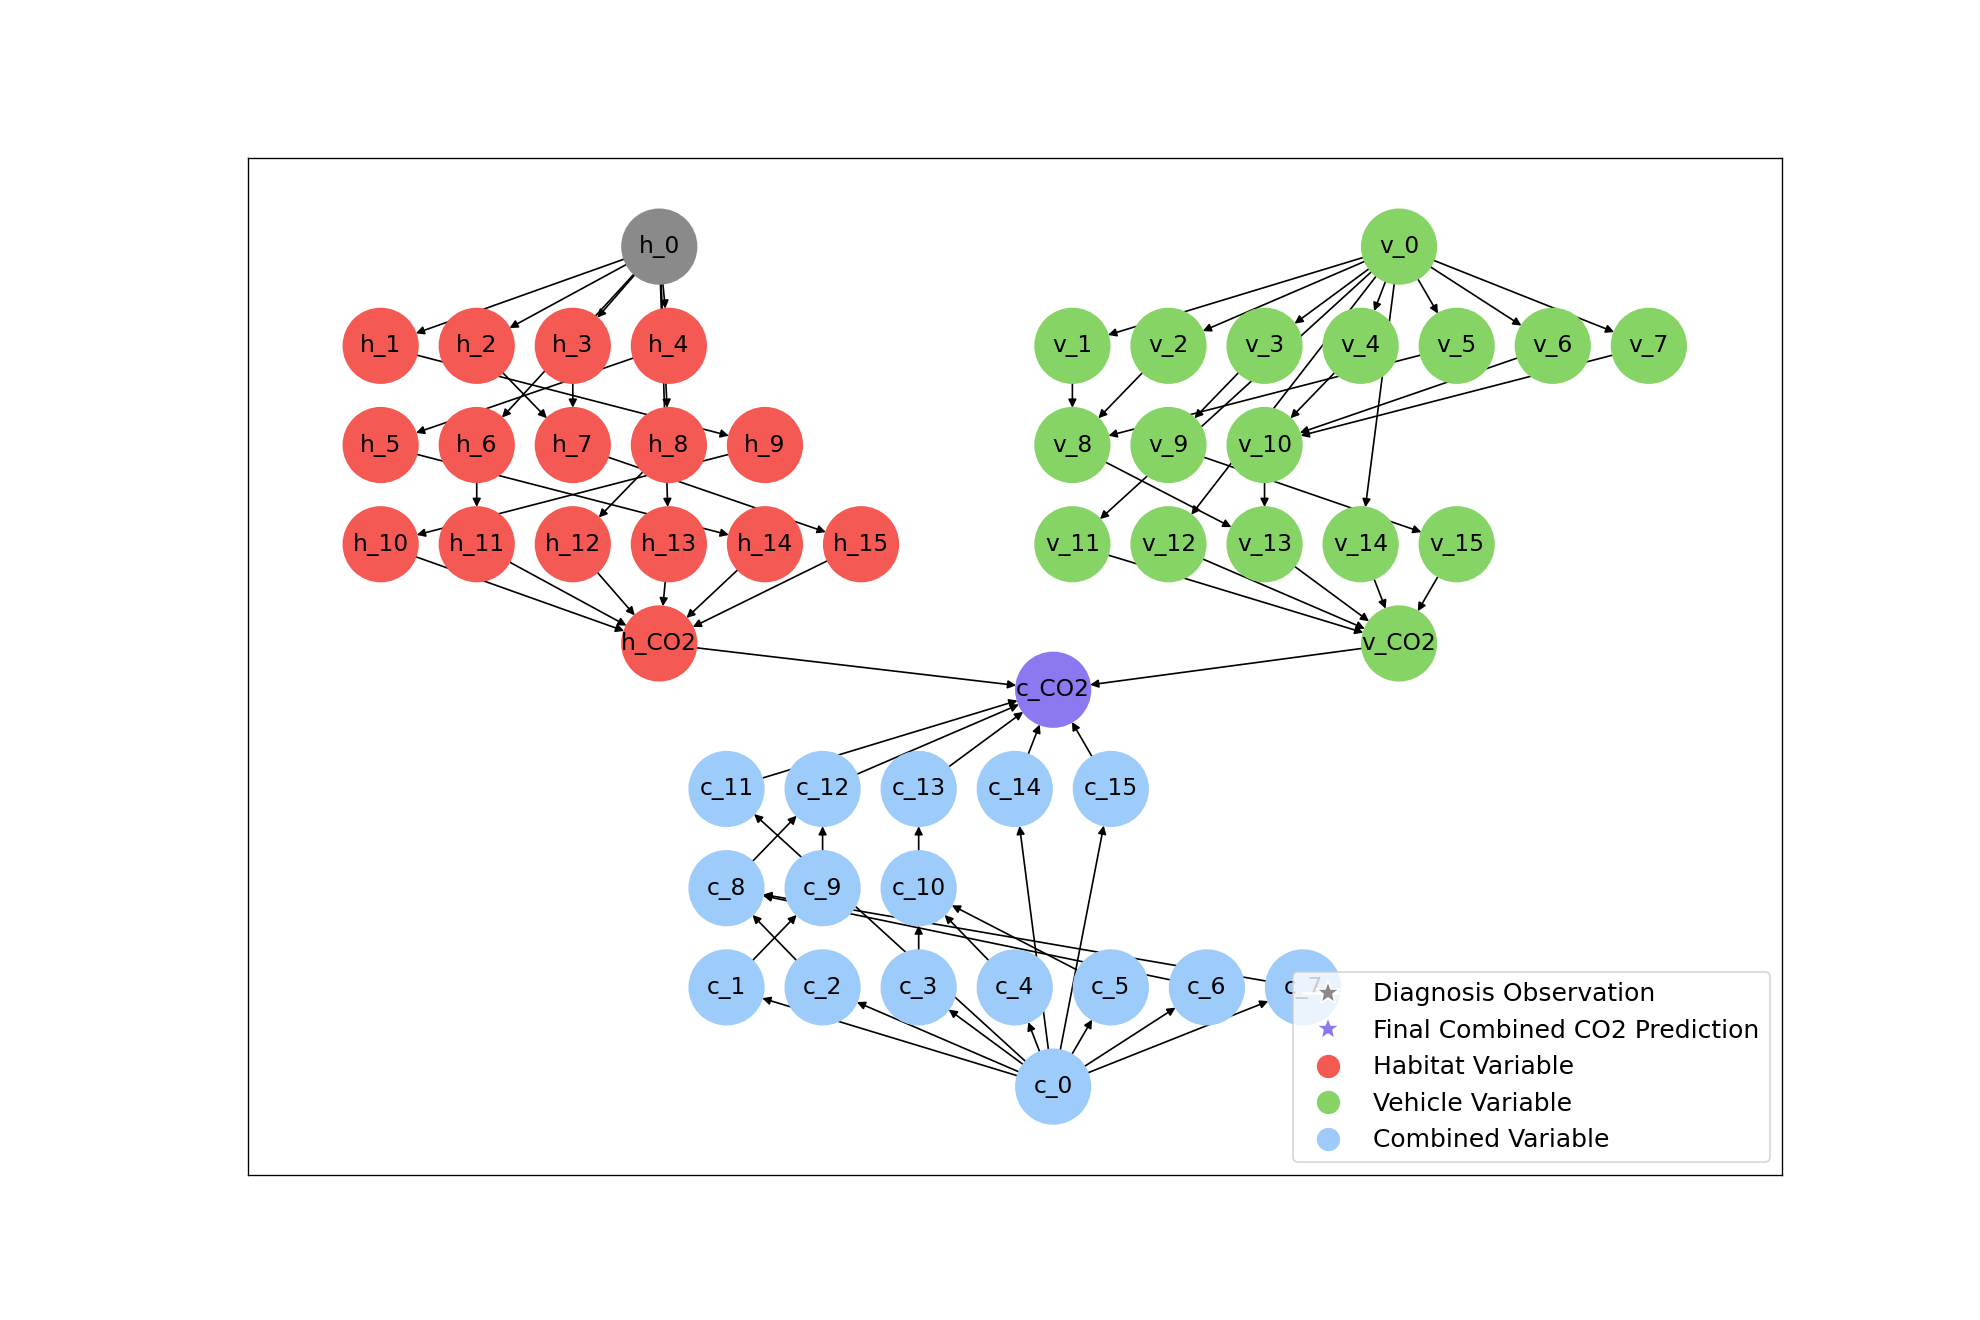 h_0
v_0
h_1
h_2
h_3
h_4
v_1
v_2
v_3
v_4
v_5
v_6
v_7
h_5
h_6
h_7
h_8
h_9
v_8
v_9
v_10
h_10
h_11
h_12
h_13
h_14
h_15
v_11
v_12
v_13
v_14
v_15
h_CO2
v_CO2
c_CO2
c_11
c_12
c_13
c_14
c_15
c_8
c_9
c_10
c_1
c_2
c_3
c_4
c_5
c_6
c_7
c_0
Diagnosis Observation
Final Combined CO2 Prediction
Habitat Variable
Vehicle Variable
Combined Variable